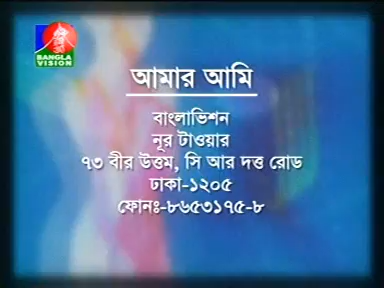 BANGLA
VISION
আমার আমি
বাংলাভিশন
নূর টাওয়ার
৭৩ বীর উত্তম, সি আর দত্ত রোড
ঢাকা-১২০৫
ফোনঃ-৮৬৫৩১৭৫-৮